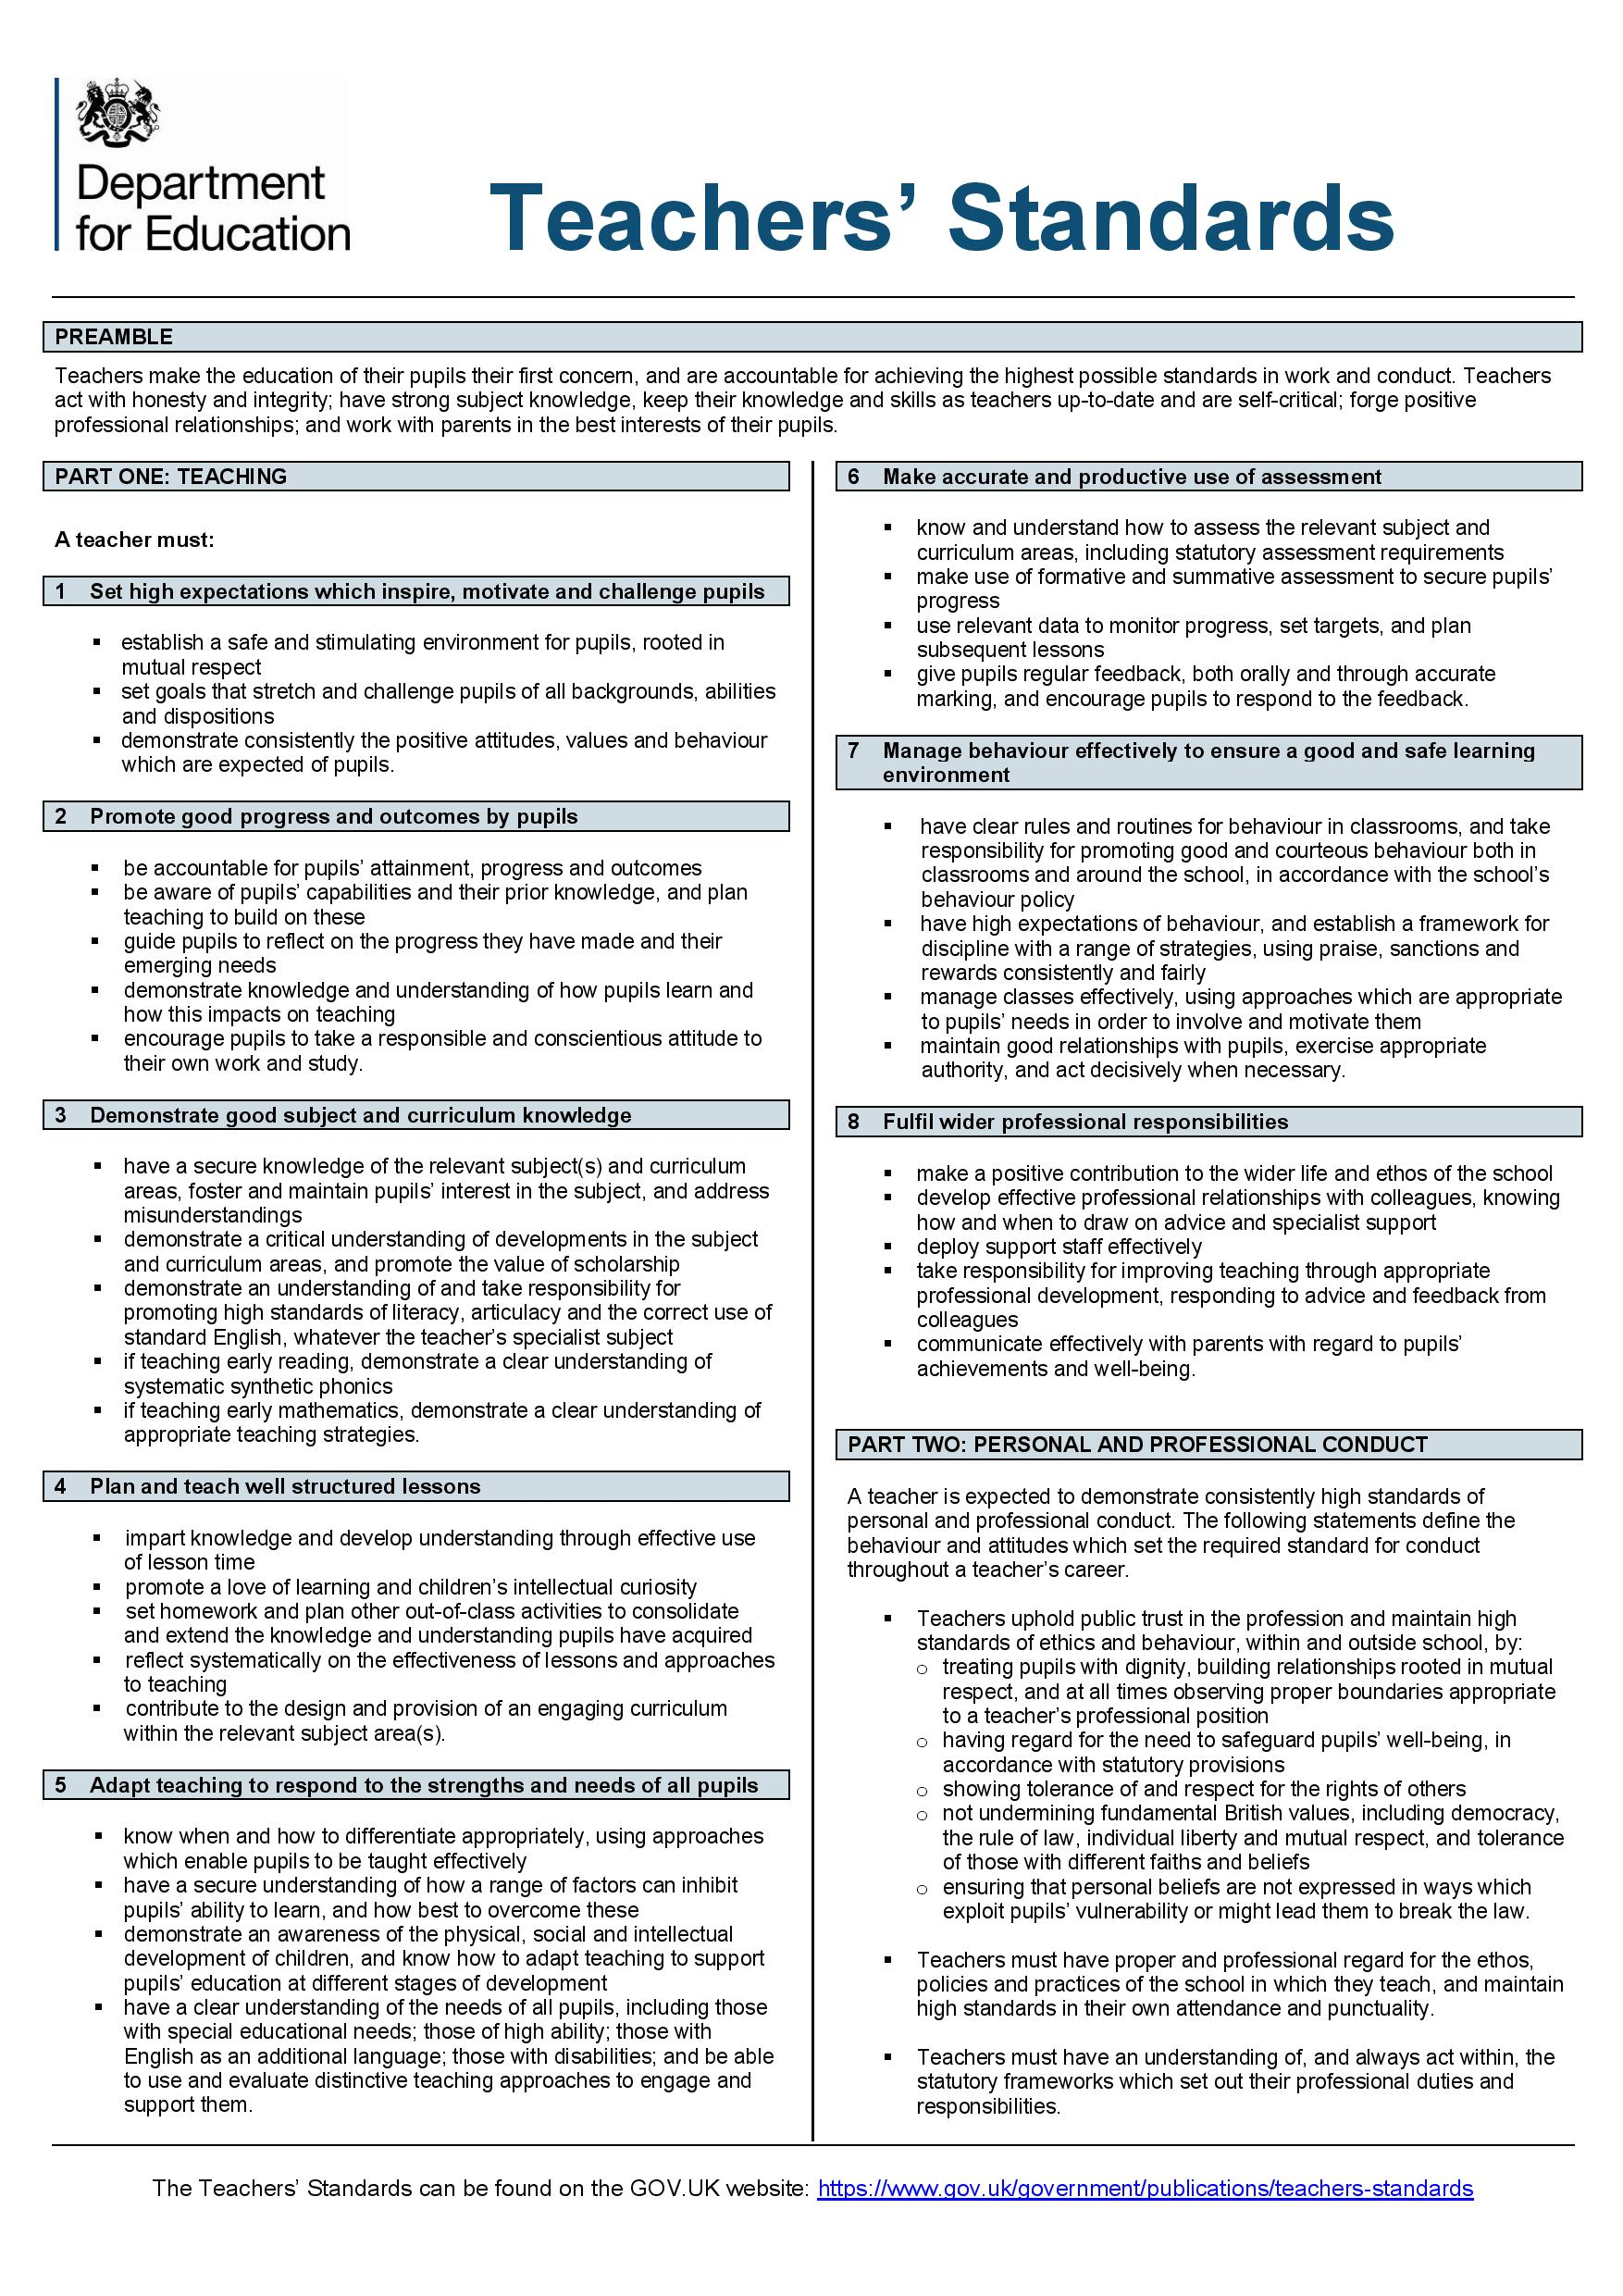 Department
for Education
Teachers’ Standards
PREAMBLE
Teachers make the education of their pupils their first concern, and are accountable for achieving the highest possible standards in work and conduct. Teachers
act with honesty and integrity; have strong subject knowledge, keep their knowledge and skills as teachers up-to-date and are self-critical; forge positive
professional relationships; and work with parents in the best interests of their pupils.
PART ONE: TEACHING
A teacher must:
1 Set high expectations which inspire, motivate and challenge pupils
▪ establish a safe and stimulating environment for pupils, rooted in
mutual respect
▪ set goals that stretch and challenge pupils of all backgrounds, abilities
and dispositions
▪ demonstrate consistently the positive attitudes, values and behaviour
which are expected of pupils.
2 Promote good progress and outcomes by pupils
▪ be accountable for pupils’ attainment, progress and outcomes
▪ be aware of pupils’ capabilities and their prior knowledge, and plan
teaching to build on these
▪ guide pupils to reflect on the progress they have made and their
emerging needs
▪ demonstrate knowledge and understanding of how pupils learn and
how this impacts on teaching
▪ encourage pupils to take a responsible and conscientious attitude to
their own work and study.
3 Demonstrate good subject and curriculum knowledge
▪ have a secure knowledge of the relevant subject(s) and curriculum
areas, foster and maintain pupils’ interest in the subject, and address
misunderstandings
▪ demonstrate a critical understanding of developments in the subject
and curriculum areas, and promote the value of scholarship
▪ demonstrate an understanding of and take responsibility for
promoting high standards of literacy, articulacy and the correct use of
standard English, whatever the teacher’s specialist subject
▪ if teaching early reading, demonstrate a clear understanding of
systematic synthetic phonics
▪ if teaching early mathematics, demonstrate a clear understanding of
appropriate teaching strategies.
4 Plan and teach well structured lessons
▪ impart knowledge and develop understanding through effective use
of lesson time
▪ promote a love of learning and children’s intellectual curiosity
▪ set homework and plan other out-of-class activities to consolidate
and extend the knowledge and understanding pupils have acquired
▪ reflect systematically on the effectiveness of lessons and approaches
to teaching
▪ contribute to the design and provision of an engaging curriculum
within the relevant subject area(s).
5 Adapt teaching to respond to the strengths and needs of all pupils
▪ know when and how to differentiate appropriately, using approaches
which enable pupils to be taught effectively
▪ have a secure understanding of how a range of factors can inhibit
pupils’ ability to learn, and how best to overcome these
▪ demonstrate an awareness of the physical, social and intellectual
development of children, and know how to adapt teaching to support
pupils’ education at different stages of development
▪ have a clear understanding of the needs of all pupils, including those
with special educational needs; those of high ability; those with
English as an additional language; those with disabilities; and be able
to use and evaluate distinctive teaching approaches to engage and
support them.
6 Make accurate and productive use of assessment
▪ know and understand how to assess the relevant subject and
curriculum areas, including statutory assessment requirements
▪ make use of formative and summative assessment to secure pupils’
progress
▪ use relevant data to monitor progress, set targets, and plan
subsequent lessons
▪ give pupils regular feedback, both orally and through accurate
marking, and encourage pupils to respond to the feedback.
7 Manage behaviour effectively to ensure a good and safe learning
environment
▪ have clear rules and routines for behaviour in classrooms, and take
responsibility for promoting good and courteous behaviour both in
classrooms and around the school, in accordance with the school’s
behaviour policy
▪ have high expectations of behaviour, and establish a framework for
discipline with a range of strategies, using praise, sanctions and
rewards consistently and fairly
▪ manage classes effectively, using approaches which are appropriate
to pupils’ needs in order to involve and motivate them
▪ maintain good relationships with pupils, exercise appropriate
authority, and act decisively when necessary.
8 Fulfil wider professional responsibilities
▪ make a positive contribution to the wider life and ethos of the school
▪ develop effective professional relationships with colleagues, knowing
how and when to draw on advice and specialist support
▪ deploy support staff effectively
▪ take responsibility for improving teaching through appropriate
professional development, responding to advice and feedback from
colleagues
▪ communicate effectively with parents with regard to pupils’
achievements and well-being.
PART TWO: PERSONAL AND PROFESSIONAL CONDUCT
A teacher is expected to demonstrate consistently high standards of
personal and professional conduct. The following statements define the
behaviour and attitudes which set the required standard for conduct
throughout a teacher’s career.
▪ Teachers uphold public trust in the profession and maintain high
standards of ethics and behaviour, within and outside school, by:
o treating pupils with dignity, building relationships rooted in mutual
respect, and at all times observing proper boundaries appropriate
to a teacher’s professional position
o having regard for the need to safeguard pupils’ well-being, in
accordance with statutory provisions
o showing tolerance of and respect for the rights of others
o not undermining fundamental British values, including democracy,
the rule of law, individual liberty and mutual respect, and tolerance
of those with different faiths and beliefs
o ensuring that personal beliefs are not expressed in ways which
exploit pupils’ vulnerability or might lead them to break the law.
▪ Teachers must have proper and professional regard for the ethos,
policies and practices of the school in which they teach, and maintain
high standards in their own attendance and punctuality.
▪ Teachers must have an understanding of, and always act within, the
statutory frameworks which set out their professional duties and
responsibilities.
The Teachers’ Standards can be found on the GOV.UK website: https://www.gov.uk/government/publications/teachers-standards